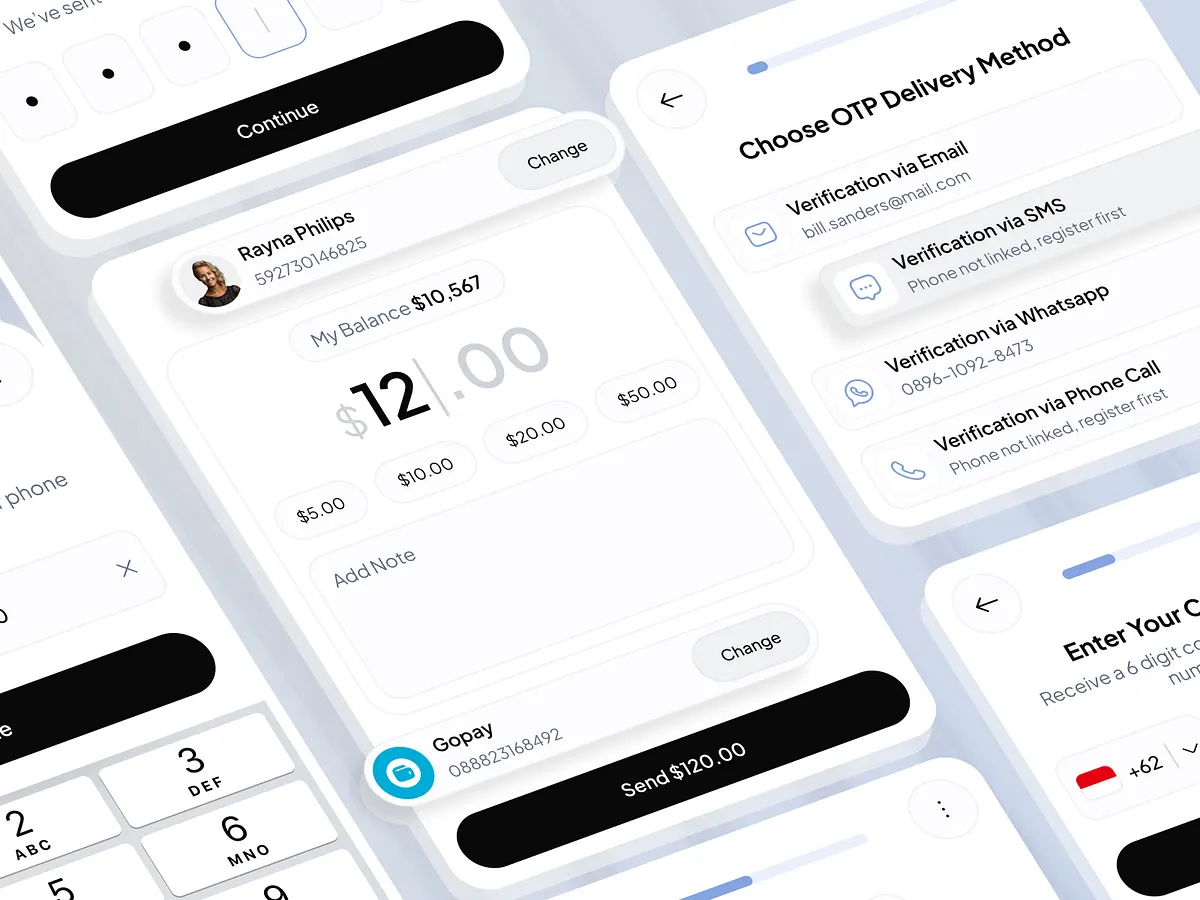 We've sent
Continue
Change
Rayna Philips
592730146825
My Balance $10,567
$12|.00
$5.00
$10.00
$20.00
$50.00
Add Note
Change
Gopay
088823168492
Send $120.00
Choose OTP Delivery Method
Verification via Email
bill.sanders@mail.com
Verification via SMS
Phone not linked, register first
Verification via Whatsapp
0896-1092-8473
Verification via Phone Call
Phone not linked, register first
Enter Your
Receive a 6 digit
+62
phone
0
2
ABC
3
DEF
5
6
MNO
9